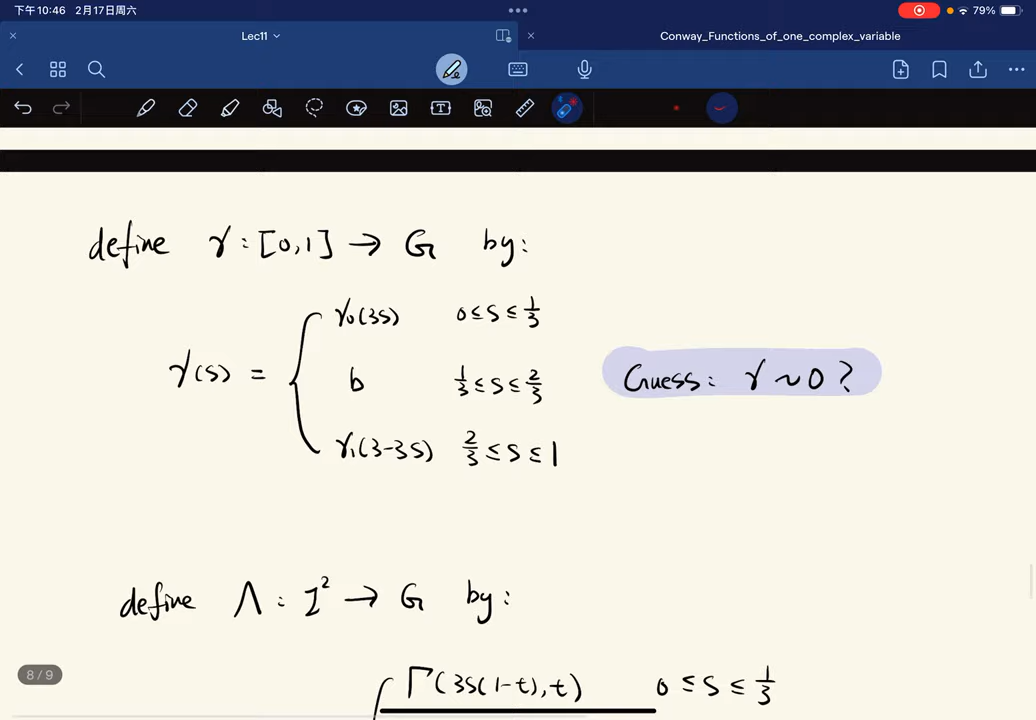 下午10:46 2月17日周六
79%
Lec11
Conway_Functions_of_one_complex_variable
define γ : [0,1] → G by:
γ0(3s) 0 ≤ s ≤ 1/3
γ(s) = b 1/3 ≤ s ≤ 2/3
Guess: γ ~ 0 ?
γ1(3-3s) 2/3 ≤ s ≤ 1
define Λ : I² → G by:
8 / 9
Γ(3s(1-t), t) 0 ≤ s ≤ 1/3